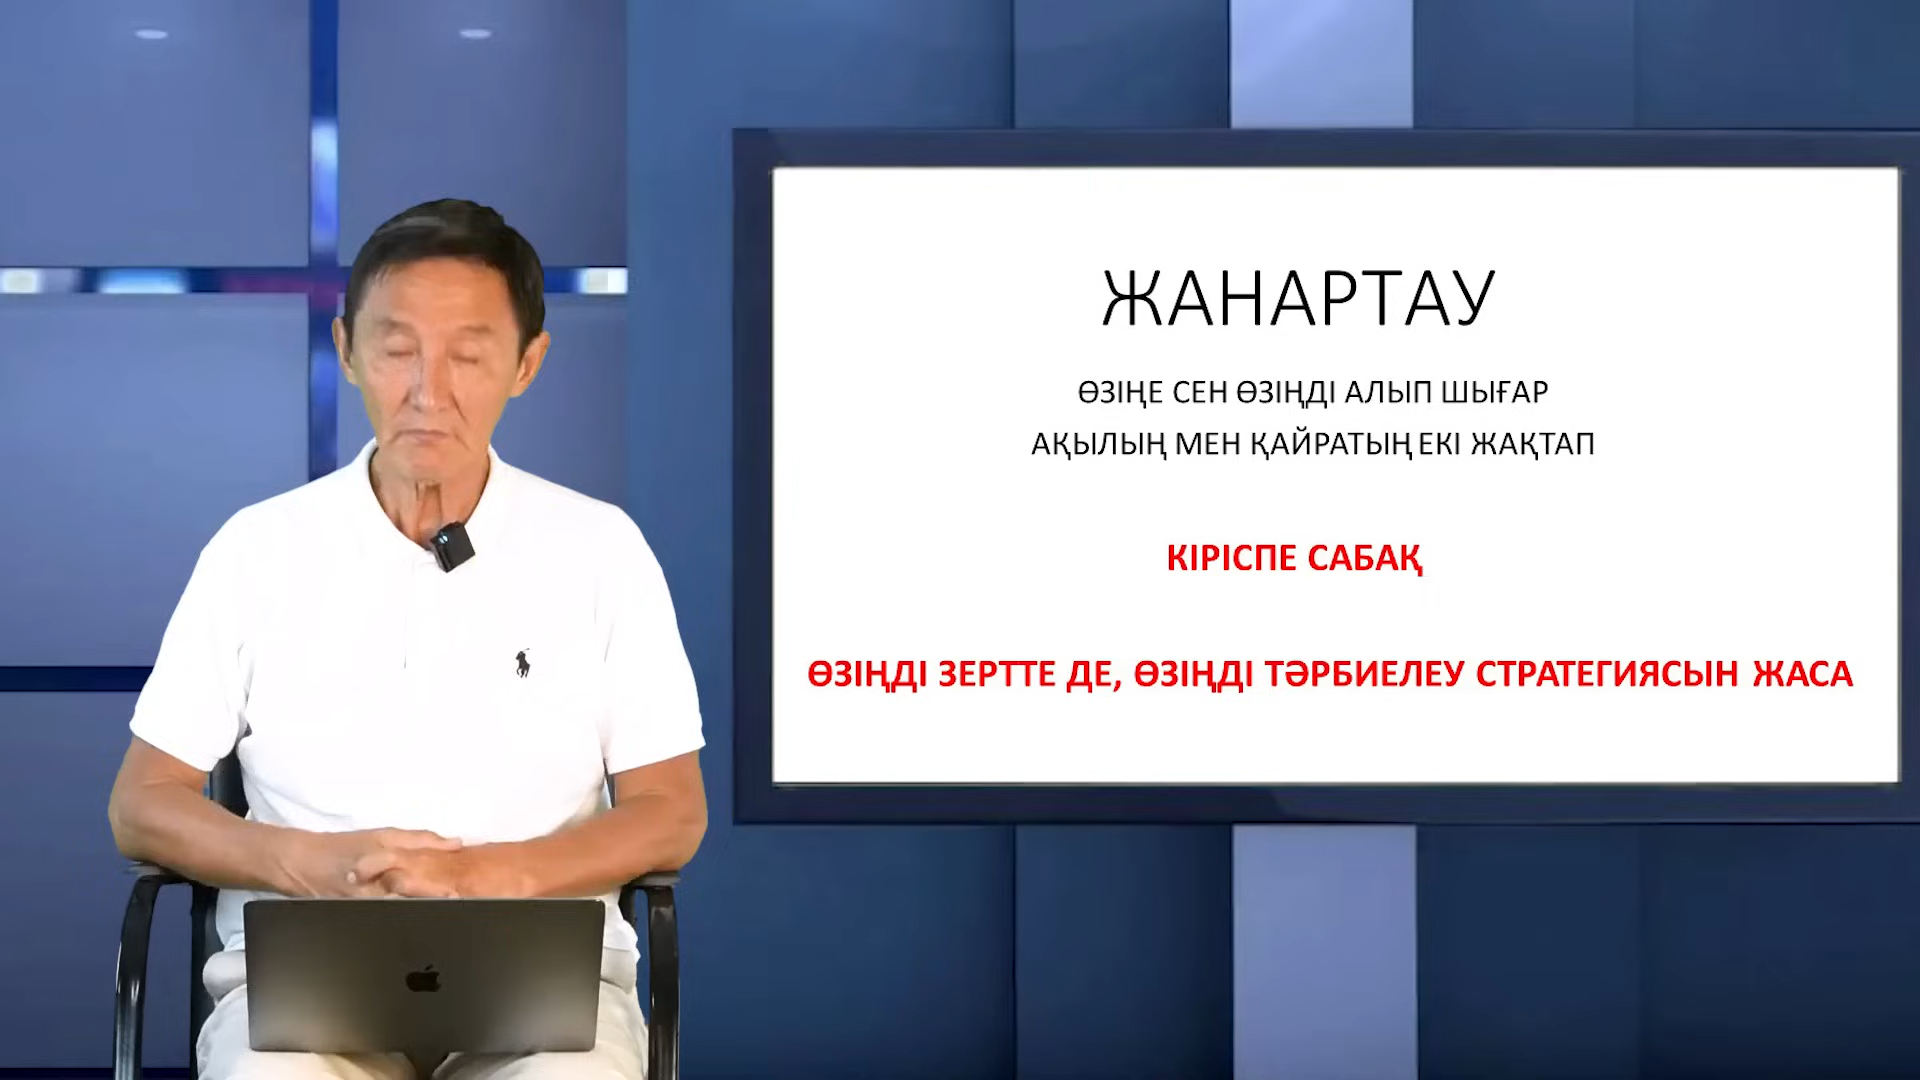 ЖАНАРТАУ
ӨЗІҢЕ СЕН ӨЗІҢДІ АЛЫП ШЫҒАР
АҚЫЛЫҢ МЕН ҚАЙРАТЫҢ ЕКІ ЖАҚТАП
КІРІСПЕ САБАҚ
ӨЗІҢДІ ЗЕРТТЕ ДЕ, ӨЗІҢДІ ТӘРБИЕЛЕУ СТРАТЕГИЯСЫН ЖАСА